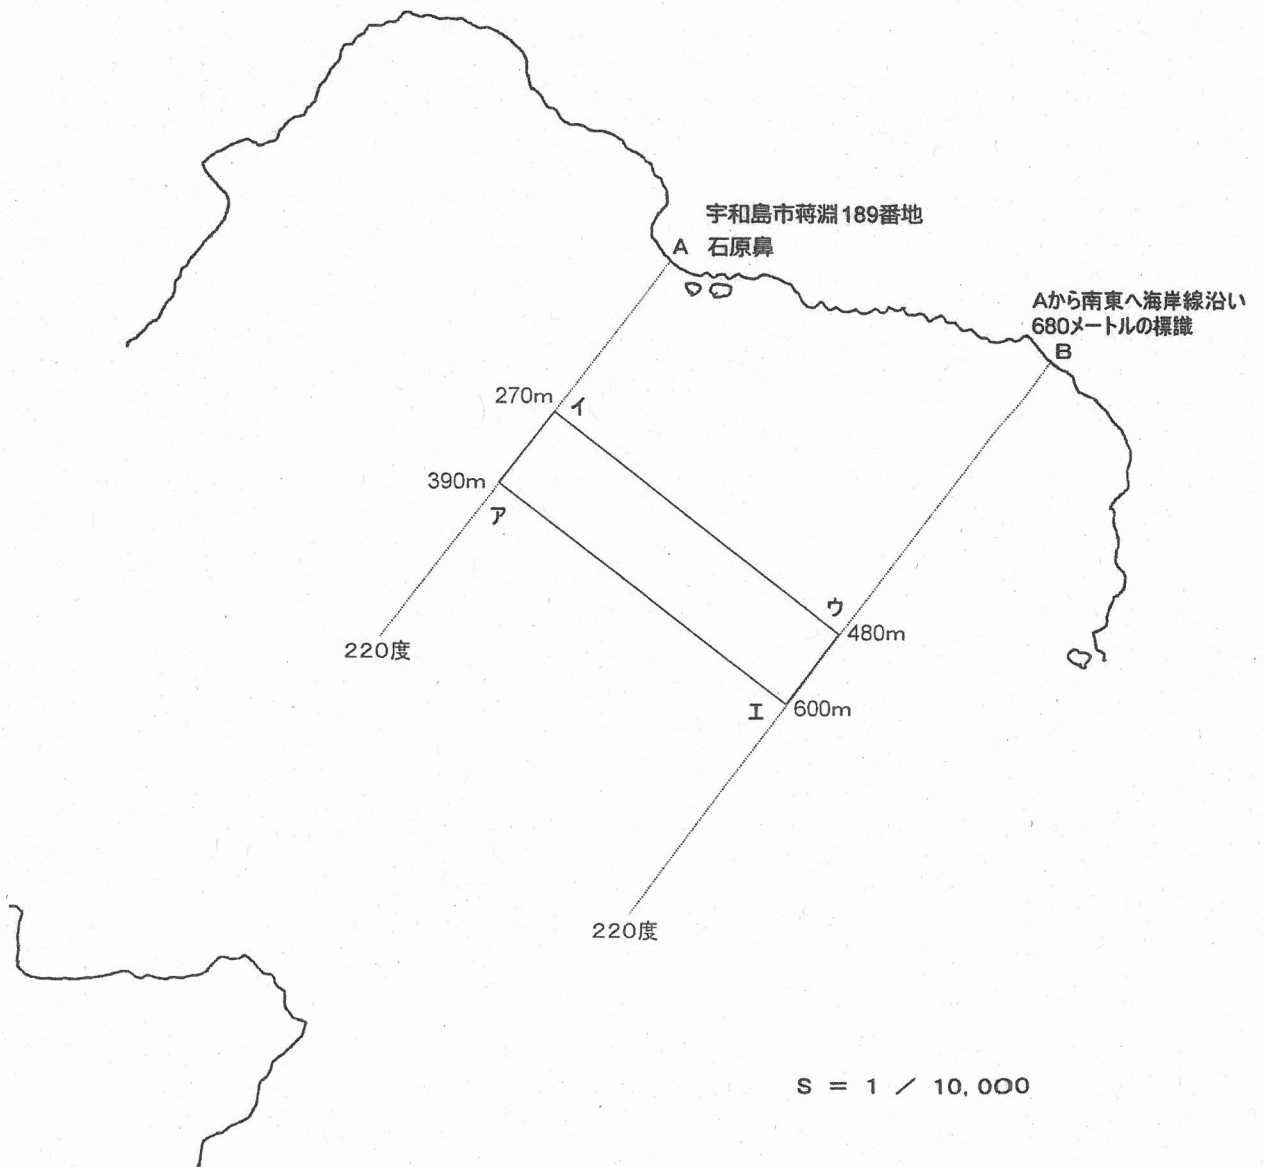 宇和島市蒋淵189番地
A 石原鼻
Aから南東へ海岸線沿い
680メートルの標識
B
270m イ
390m
ア
ウ
480m
220度
エ 600m
220度
S = 1 / 10,000